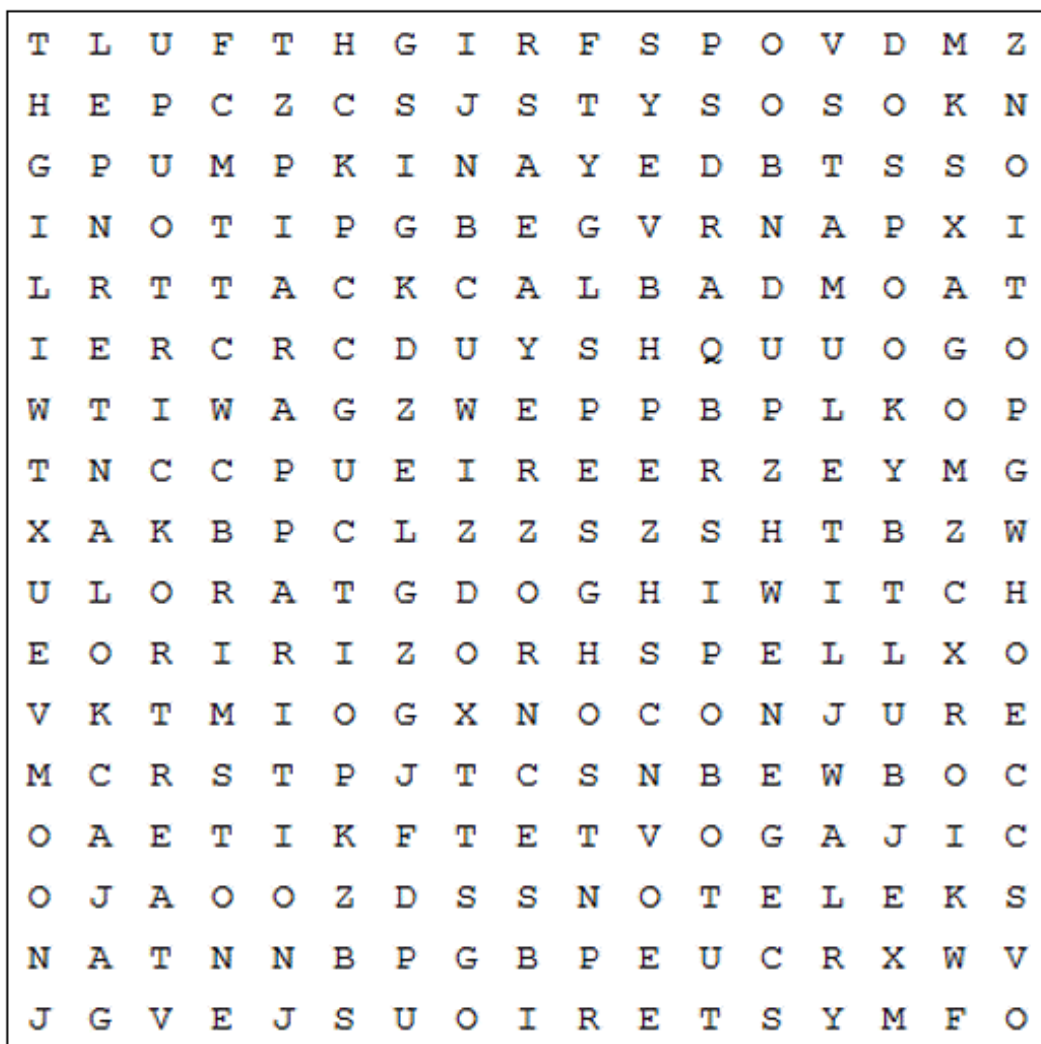 T L U F T H G I R F S P O V D M Z
H E P C Z C S J S T Y S O S O K N
G P U M P K I N A Y E D B T S S O
I N O T I P G B E G V R N A P X I
L R T T A C K C A L B A D M O A T
I E R C R C D U Y S H Q U U O G O
W T I W A G Z W E P P B P L K O P
T N C C P U E I R E E R Z E Y M G
X A K B P C L Z Z S Z S H T B Z W
U L O R A T G D O G H I W I T C H
E O R I R I Z O R H S P E L L X O
V K T M I O G X N O C O N J U R E
M C R S T P J T C S N B E W B O C
O A E T I K F T E T V O G A J I C
O J A O O Z D S S N O T E L E K S
N A T N N B P G B P E U C R X W V
J G V E J S U O I R E T S Y M F O